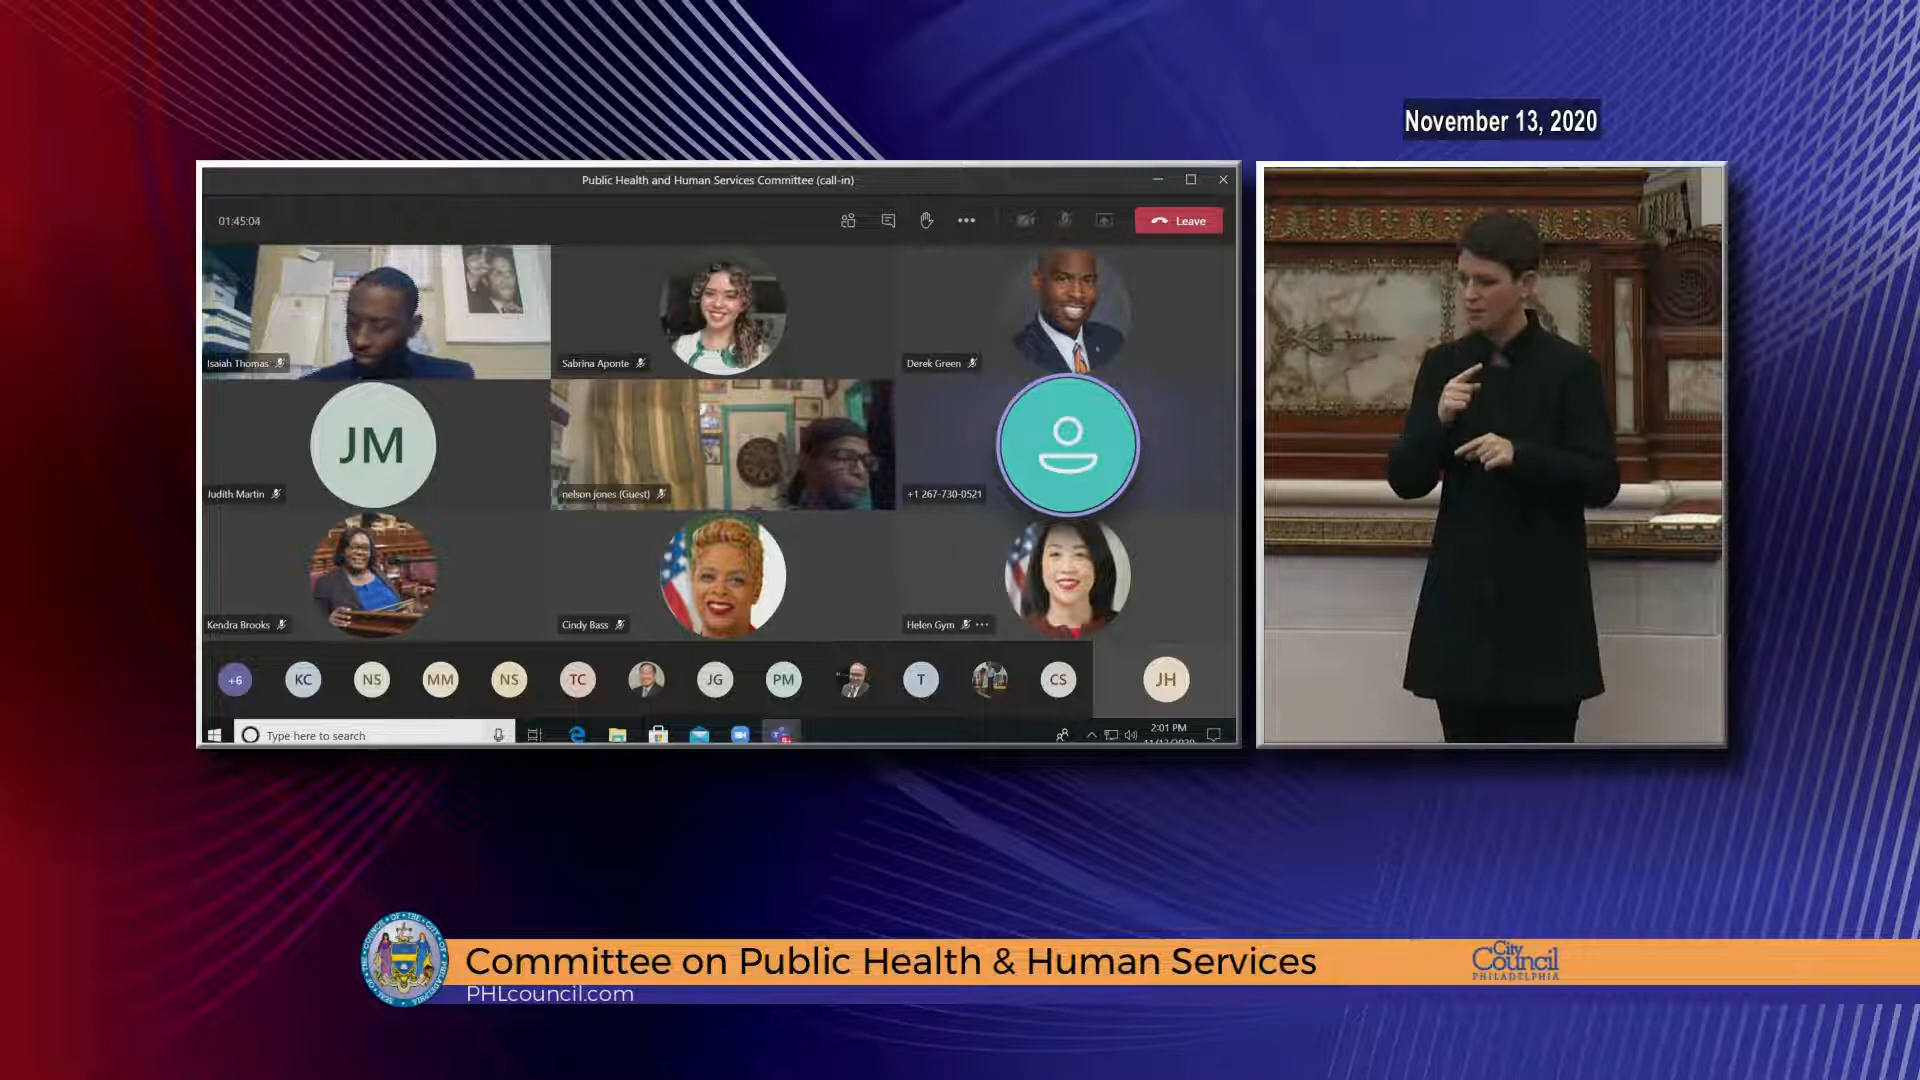 November 13, 2020
Public Health and Human Services Committee (call-in)
01:45:04
Leave
Isaiah Thomas
Sabrina Aponte
Derek Green
JM
Judith Martin
nelson jones (Guest)
+1 267-730-0521
Kendra Brooks
Cindy Bass
Helen Gym
+6
KC
NS
MM
NS
TC
JG
PM
T
CS
JH
Type here to search
2:01 PM
11/13/2020
Committee on Public Health & Human Services
City
Council
PHILADELPHIA
PHLcouncil.com